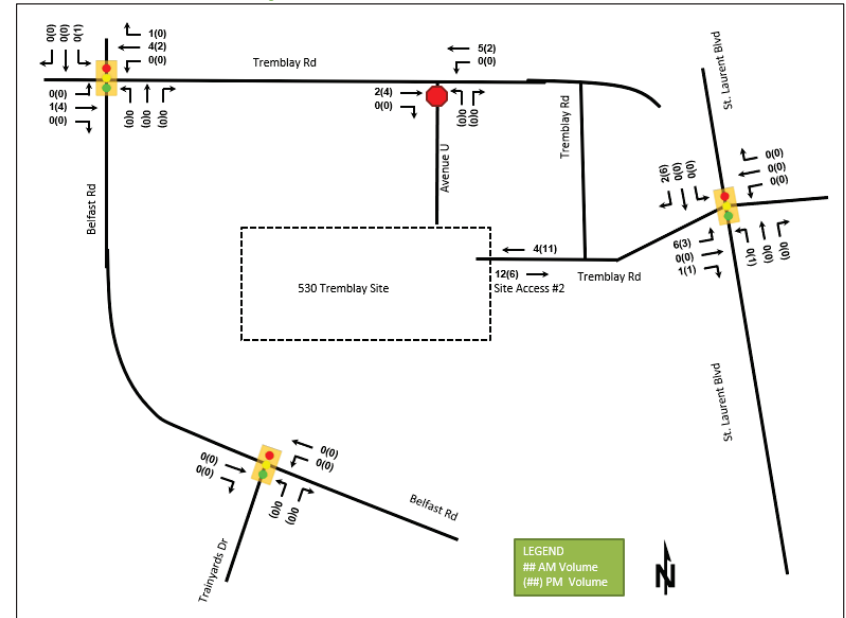 0(0)
0(0)
0(1)
1(0)
4(2)
0(0)
Tremblay Rd
5(2)
0(0)
0(0)
1(4)
0(0)
0(0)
0(0)
0(0)
2(4)
0(0)
0(0)
0(0)
Belfast Rd
Avenue U
Tremblay Rd
St. Laurent Blvd
2(6)
0(0)
0(0)
0(0)
0(0)
0(0)
6(3)
0(0)
1(1)
0(1)
0(0)
0(0)
4(11)
12(6)
Tremblay Rd
530 Tremblay Site
Site Access #2
St. Laurent Blvd
0(0)
0(0)
0(0)
0(0)
0(0)
0(0)
Belfast Rd
Trainyards Dr
LEGEND
## AM Volume
(##) PM Volume
N